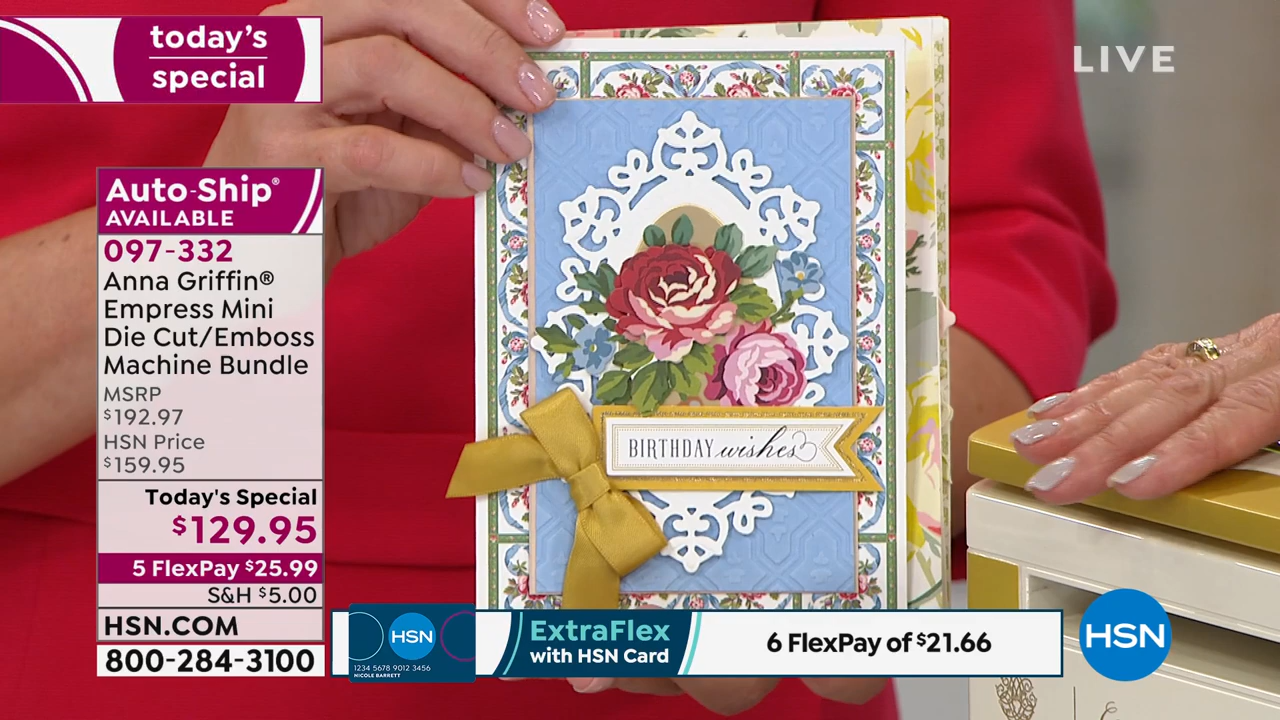 today's
special
LIVE
Auto-Ship®
AVAILABLE
097-332
Anna Griffin®
Empress Mini
Die Cut/Emboss
Machine Bundle
MSRP
$192.97
HSN Price
$159.95
Today's Special
$129.95
5 FlexPay $25.99
S&H $5.00
HSN.COM
800-284-3100
BIRTHDAY wishes
HSN
1234 5678 9012 3456
NICOLE BARRETT
ExtraFlex
with HSN Card
6 FlexPay of $21.66
HSN